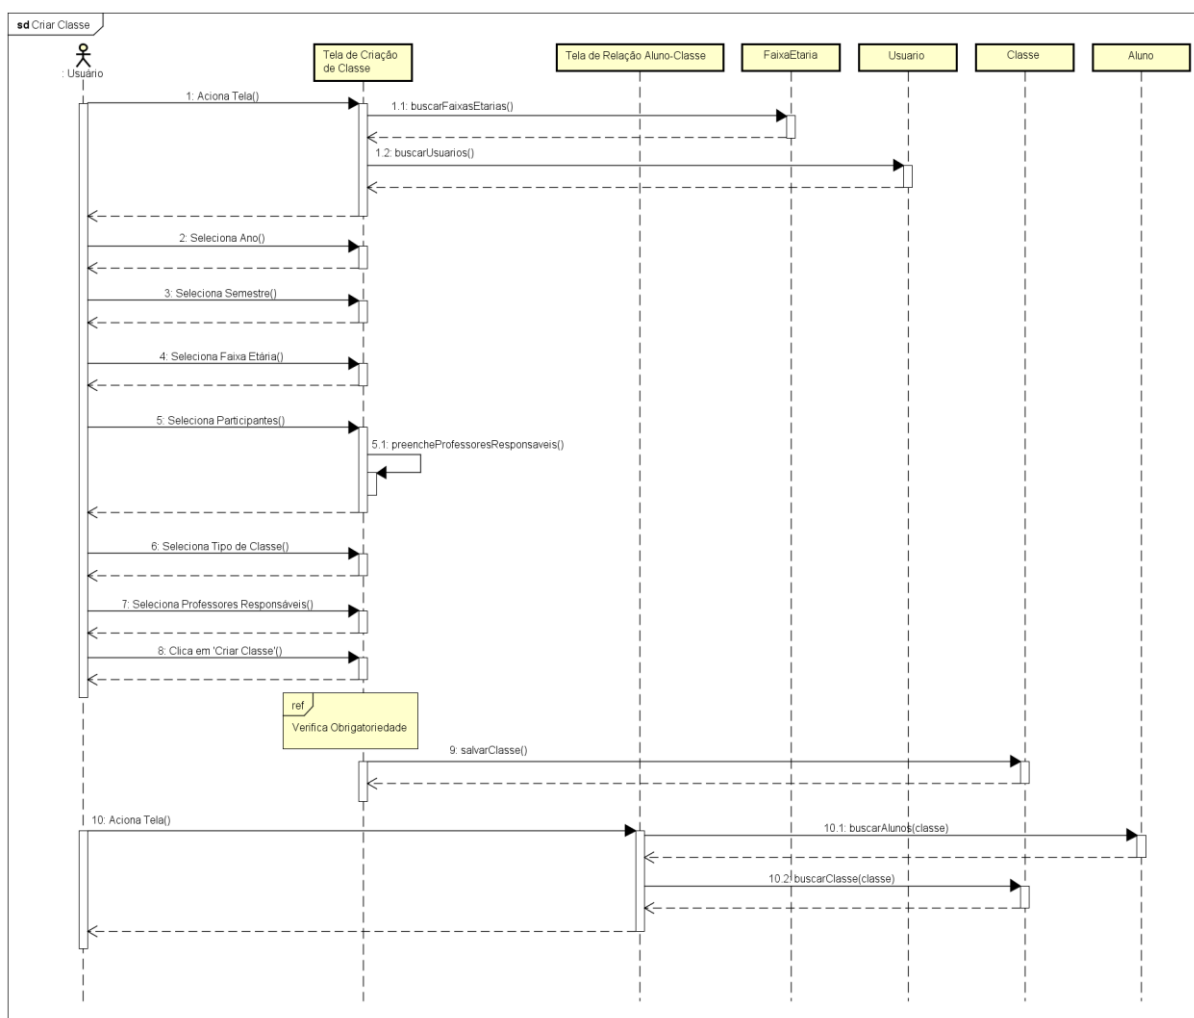 sd Criar Classe
: Usuário
Tela de Criação
de Classe
Tela de Relação Aluno-Classe
FaixaEtaria
Usuario
Classe
Aluno
1: Aciona Tela()
1.1: buscarFaixasEtarias()
1.2: buscarUsuarios()
2: Seleciona Ano()
3: Seleciona Semestre()
4: Seleciona Faixa Etária()
5: Seleciona Participantes()
5.1: preencheProfessoresResponsaveis()
6: Seleciona Tipo de Classe()
7: Seleciona Professores Responsáveis()
8: Clica em 'Criar Classe'()
ref
Verifica Obrigatoriedade
9: salvarClasse()
10: Aciona Tela()
10.1: buscarAlunos(classe)
10.2: buscarClasse(classe)